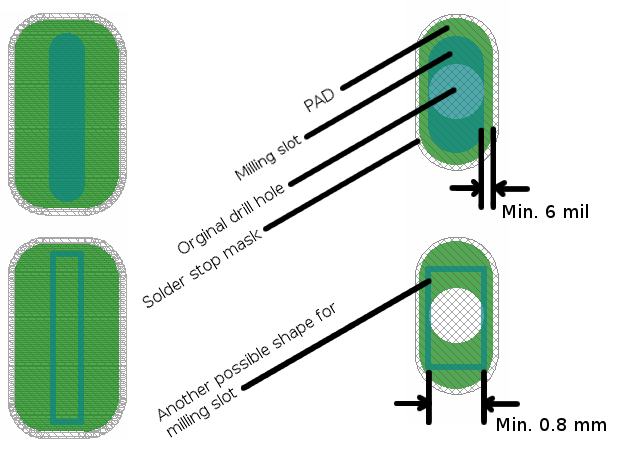 PAD
Milling slot
Orginal drill hole
Solder stop mask
Min. 6 mil
Another possible shape for
milling slot
Min. 0.8 mm